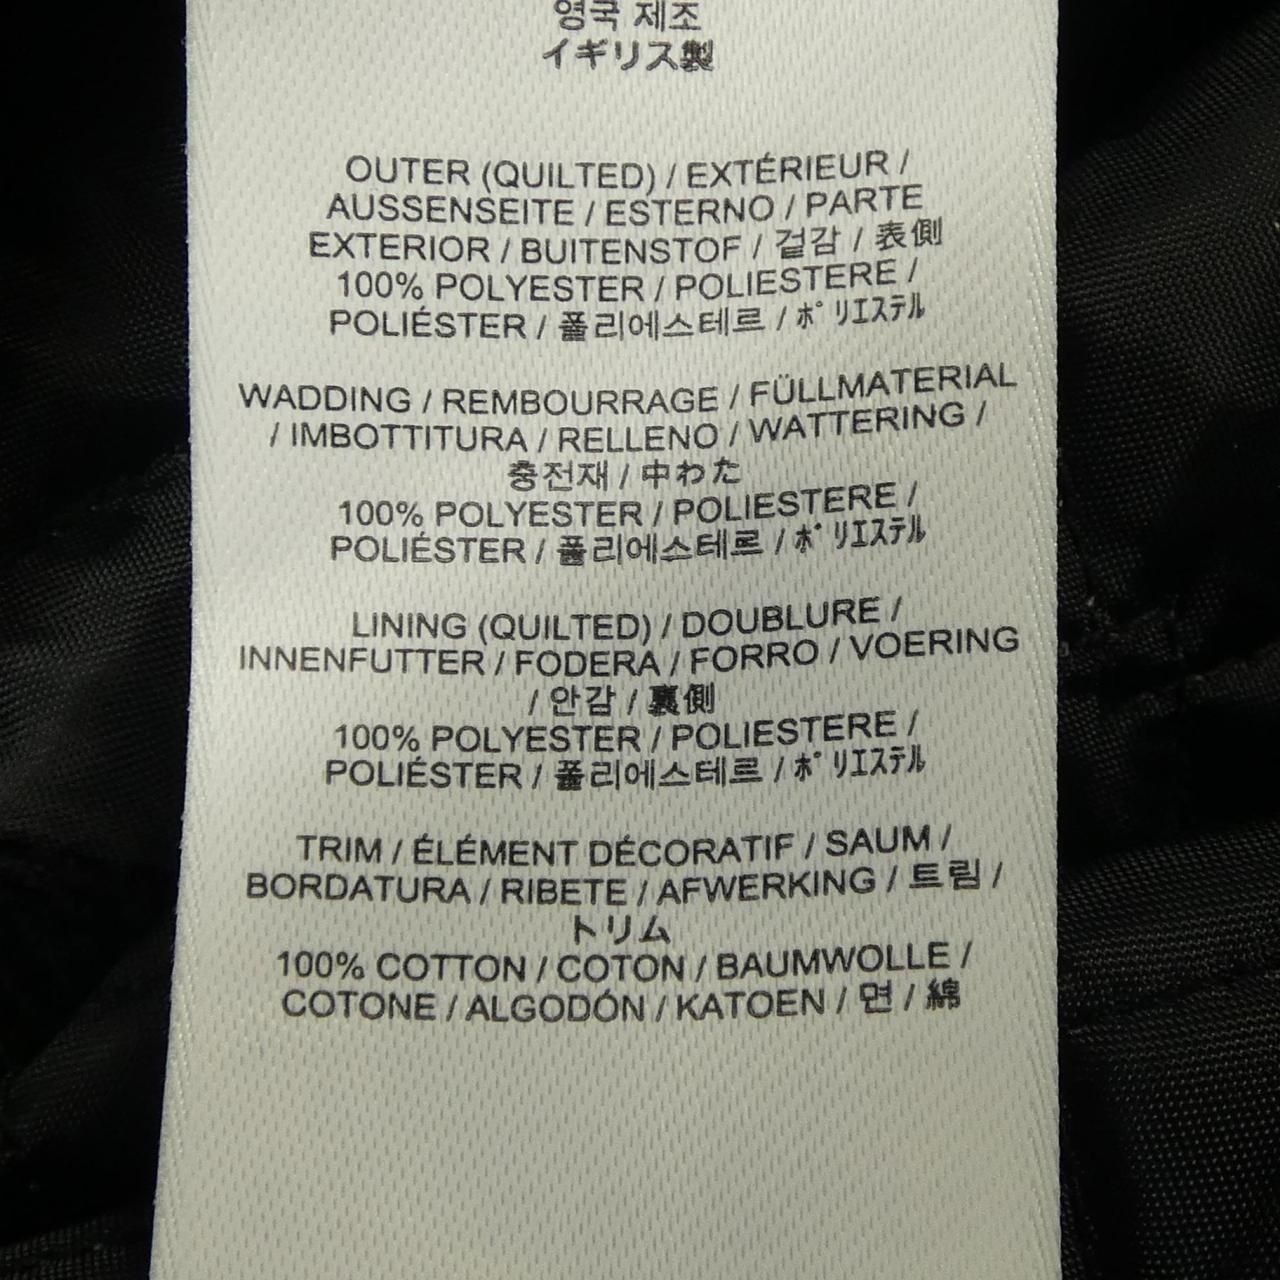 영국 제조
イギリス製
OUTER (QUILTED) / EXTÉRIEUR /
AUSSENSEITE / ESTERNO / PARTE
EXTERIOR / BUITENSTOF / 겉감 / 表側
100% POLYESTER / POLIESTERE /
POLIÉSTER / 폴리에스테르 / ﾎﾟﾘｴｽﾃﾙ
WADDING / REMBOURRAGE / FÜLLMATERIAL
/ IMBOTTITURA / RELLENO / WATTERING /
충전재 / 中わた
100% POLYESTER / POLIESTERE /
POLIÉSTER / 폴리에스테르 / ﾎﾟﾘｴｽﾃﾙ
LINING (QUILTED) / DOUBLURE /
INNENFUTTER / FODERA / FORRO / VOERING
/ 안감 / 裏側
100% POLYESTER / POLIESTERE /
POLIÉSTER / 폴리에스테르 / ﾎﾟﾘｴｽﾃﾙ
TRIM / ÉLÉMENT DÉCORATIF / SAUM /
BORDATURA / RIBETE / AFWERKING / 트림 /
トリム
100% COTTON / COTON / BAUMWOLLE /
COTONE / ALGODÓN / KATOEN / 면 / 綿